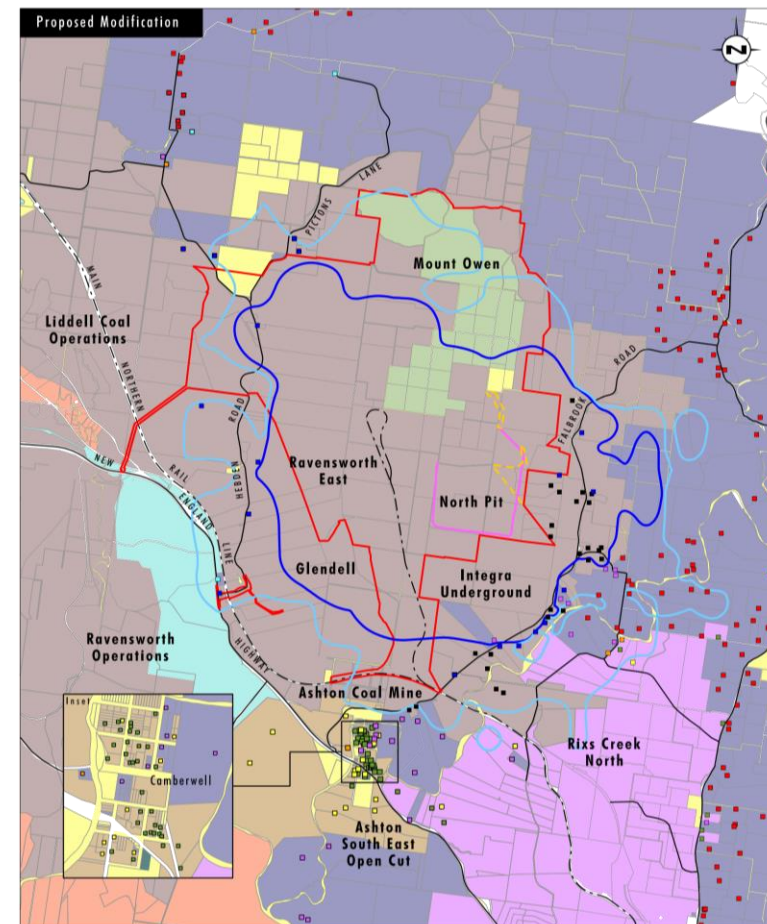 Proposed Modification
Z
PICTONS LANE
Mount Owen
MAIN NORTHERN RAIL LINE
Liddell Coal
Operations
FALBROOK ROAD
NEW ENGLAND HIGHWAY
HEBDEN ROAD
Ravensworth
East
North Pit
Glendell
Integra
Underground
Ravensworth
Operations
Ashton Coal Mine
Inset
Camberwell
Rixs Creek
North
Ashton
South East
Open Cut